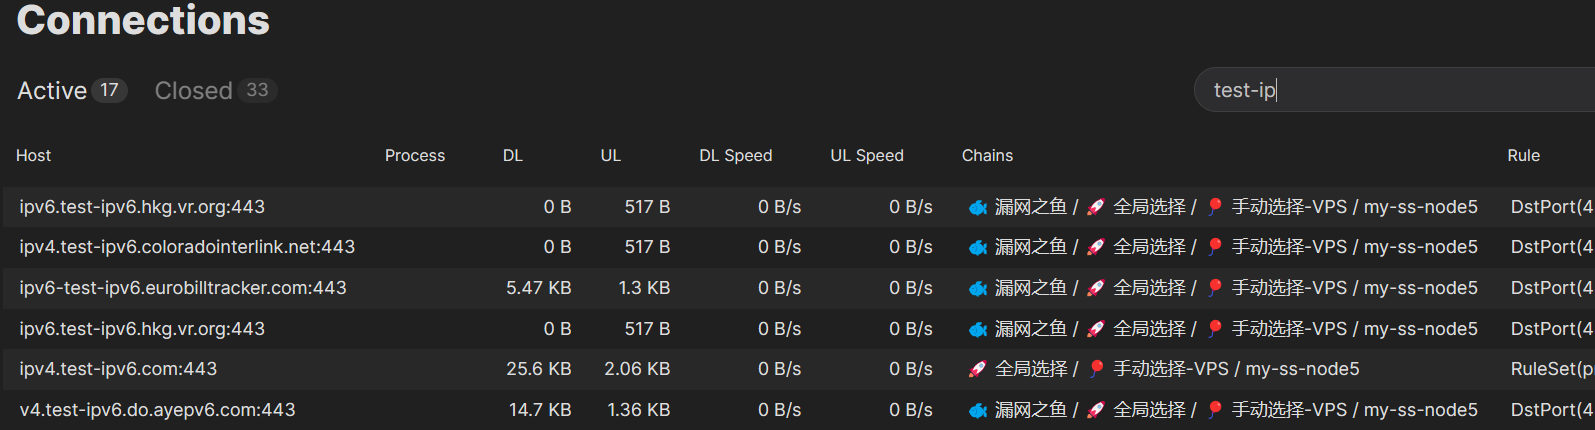 Connections
Active 17 Closed 33 test-ip
Host Process DL UL DL Speed UL Speed Chains Rule
ipv6.test-ipv6.hkg.vr.org:443 0 B 517 B 0 B/s 0 B/s 漏网之鱼 / 全局选择 / 手动选择-VPS / my-ss-node5 DstPort(4
ipv4.test-ipv6.coloradointerlink.net:443 0 B 517 B 0 B/s 0 B/s 漏网之鱼 / 全局选择 / 手动选择-VPS / my-ss-node5 DstPort(4
ipv6-test-ipv6.eurobilltracker.com:443 5.47 KB 1.3 KB 0 B/s 0 B/s 漏网之鱼 / 全局选择 / 手动选择-VPS / my-ss-node5 DstPort(4
ipv6.test-ipv6.hkg.vr.org:443 0 B 517 B 0 B/s 0 B/s 漏网之鱼 / 全局选择 / 手动选择-VPS / my-ss-node5 DstPort(4
ipv4.test-ipv6.com:443 25.6 KB 2.06 KB 0 B/s 0 B/s 全局选择 / 手动选择-VPS / my-ss-node5 RuleSet(p
v4.test-ipv6.do.ayepv6.com:443 14.7 KB 1.36 KB 0 B/s 0 B/s 漏网之鱼 / 全局选择 / 手动选择-VPS / my-ss-node5 DstPort(4